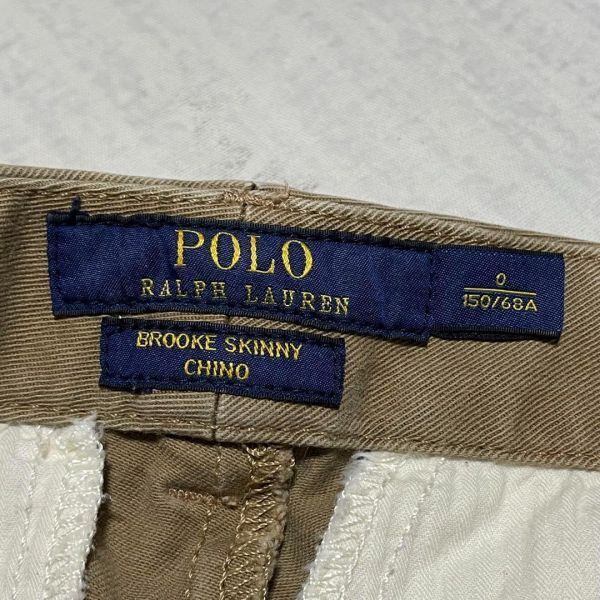 POLO
RALPH LAUREN
0
150/68A
BROOKE SKINNY
CHINO